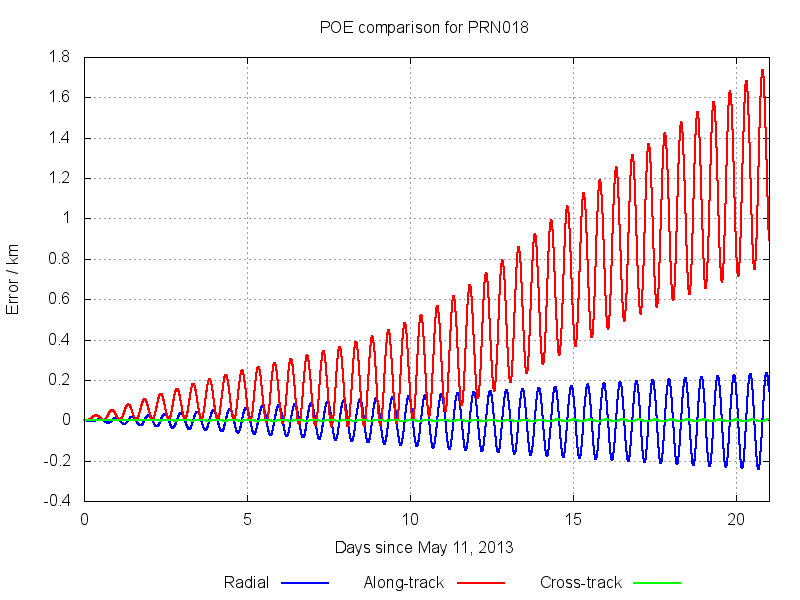 POE comparison for PRN018
1.8
1.6
1.4
1.2
1
0.8
0.6
0.4
0.2
0
-0.2
-0.4
Error / km
0 5 10 15 20
Days since May 11, 2013
Radial Along-track Cross-track